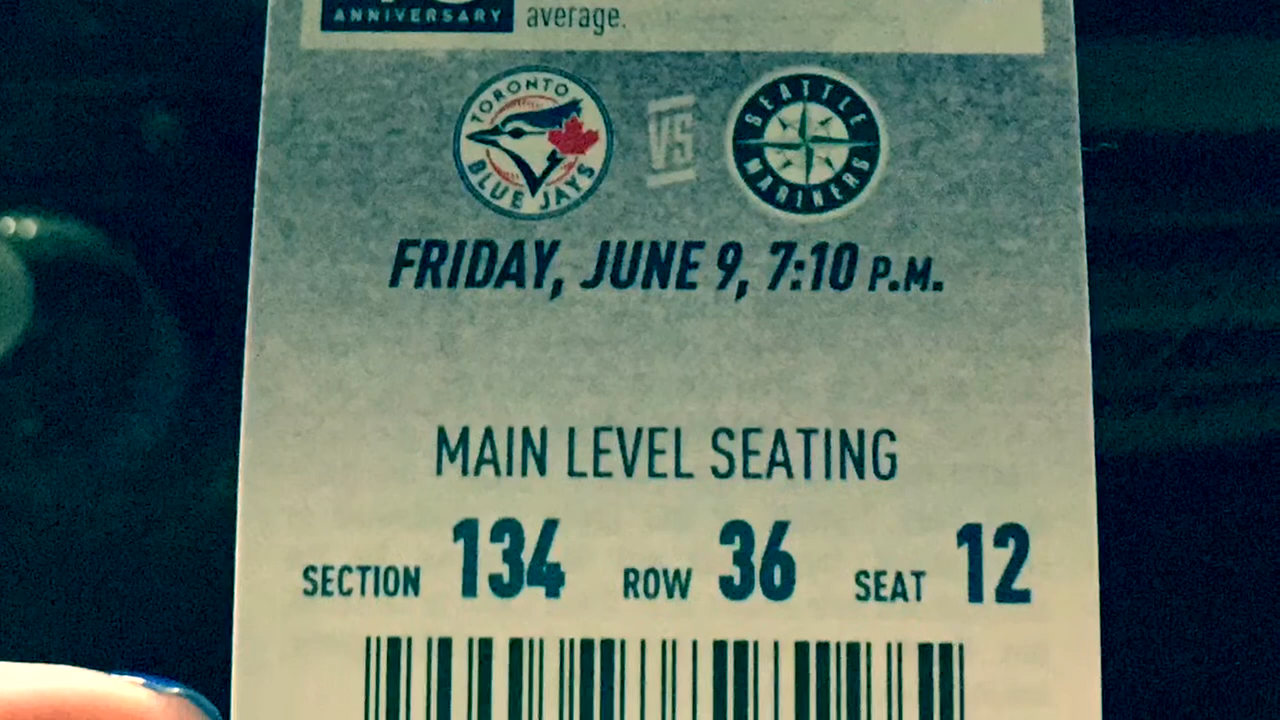 ANNIVERSARY
average.
TORONTO
BLUE JAYS
VS
SEATTLE
MARINERS
FRIDAY, JUNE 9, 7:10 P.M.
MAIN LEVEL SEATING
SECTION 134 ROW 36 SEAT 12